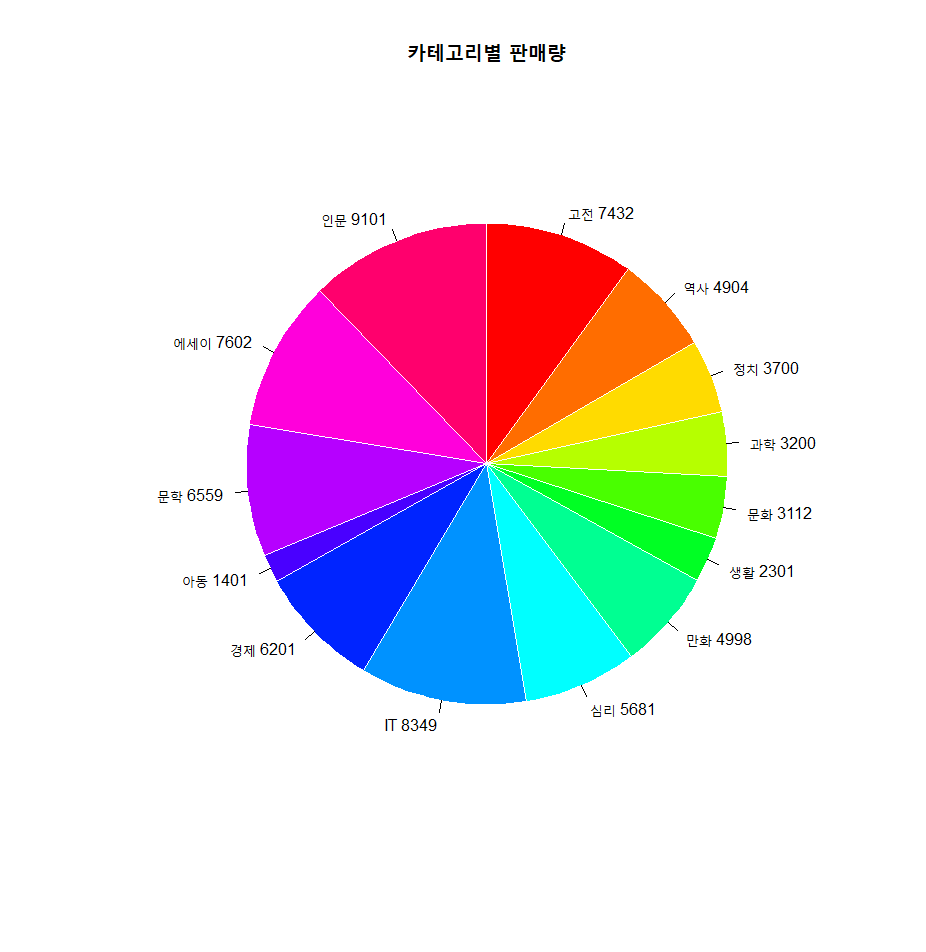 카테고리별 판매량
고전 7432
역사 4904
정치 3700
과학 3200
문화 3112
생활 2301
만화 4998
심리 5681
IT 8349
경제 6201
아동 1401
문학 6559
에세이 7602
인문 9101